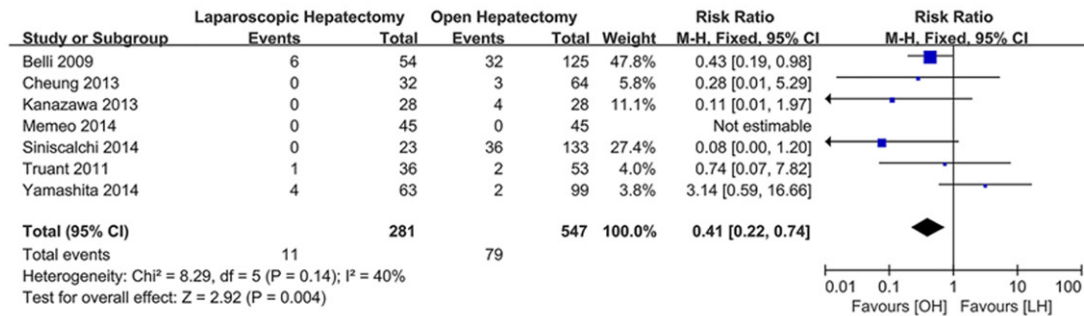 Laparoscopic Hepatectomy Open Hepatectomy Risk Ratio Risk Ratio
Study or Subgroup Events Total Events Total Weight M-H, Fixed, 95% CI M-H, Fixed, 95% CI
Belli 2009 6 54 32 125 47.8% 0.43 [0.19, 0.98]
Cheung 2013 0 32 3 64 5.8% 0.28 [0.01, 5.29]
Kanazawa 2013 0 28 4 28 11.1% 0.11 [0.01, 1.97]
Memeo 2014 0 45 0 45 Not estimable
Siniscalchi 2014 0 23 36 133 27.4% 0.08 [0.00, 1.20]
Truant 2011 1 36 2 53 4.0% 0.74 [0.07, 7.82]
Yamashita 2014 4 63 2 99 3.8% 3.14 [0.59, 16.66]
Total (95% CI) 281 547 100.0% 0.41 [0.22, 0.74]
Total events 11 79
Heterogeneity: Chi² = 8.29, df = 5 (P = 0.14); I² = 40%
Test for overall effect: Z = 2.92 (P = 0.004)
0.01 0.1 1 10 100
Favours [OH] Favours [LH]